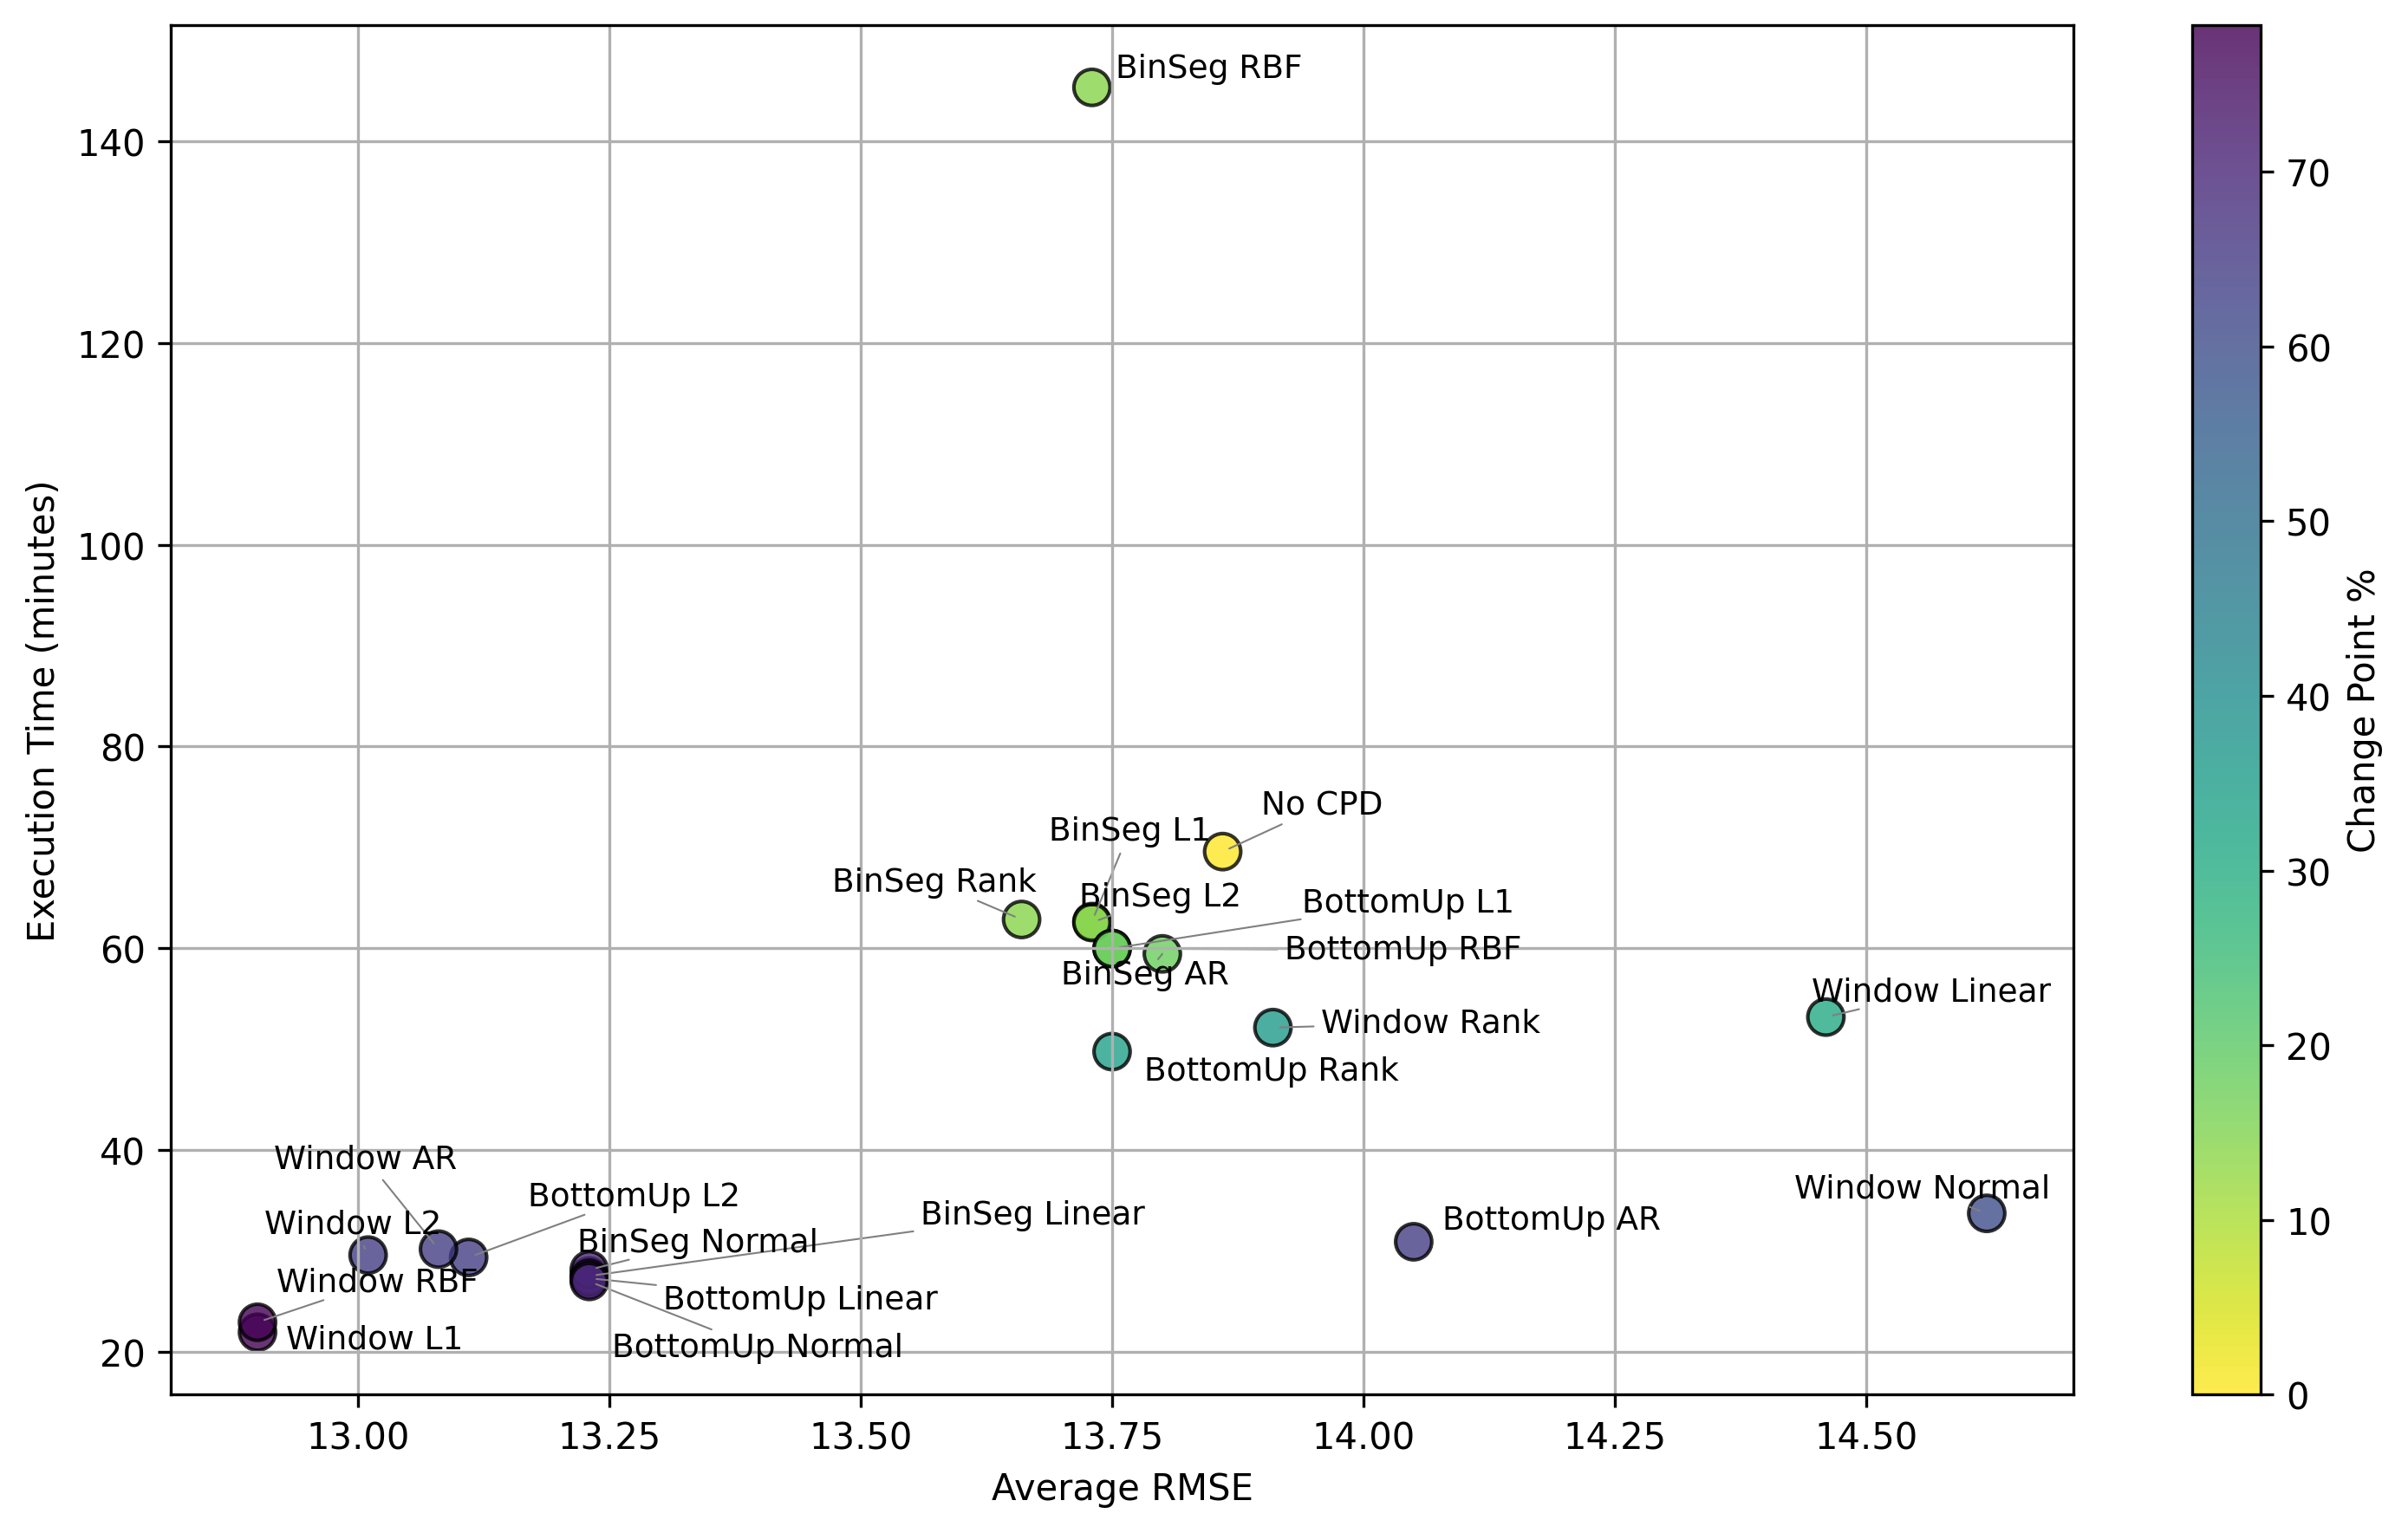 BinSeg RBF
140
120
100
80
60
40
20
Execution Time (minutes)
No CPD
BinSeg L1
BinSeg Rank
BinSeg L2
BottomUp L1
BottomUp RBF
BinSeg AR
Window Linear
Window Rank
BottomUp Rank
Window AR
Window Normal
BottomUp L2
BinSeg Linear
BottomUp AR
Window L2
BinSeg Normal
Window RBF
BottomUp Linear
Window L1
BottomUp Normal
13.00
13.25
13.50
13.75
14.00
14.25
14.50
Average RMSE
70
60
50
40
30
20
10
0
Change Point %